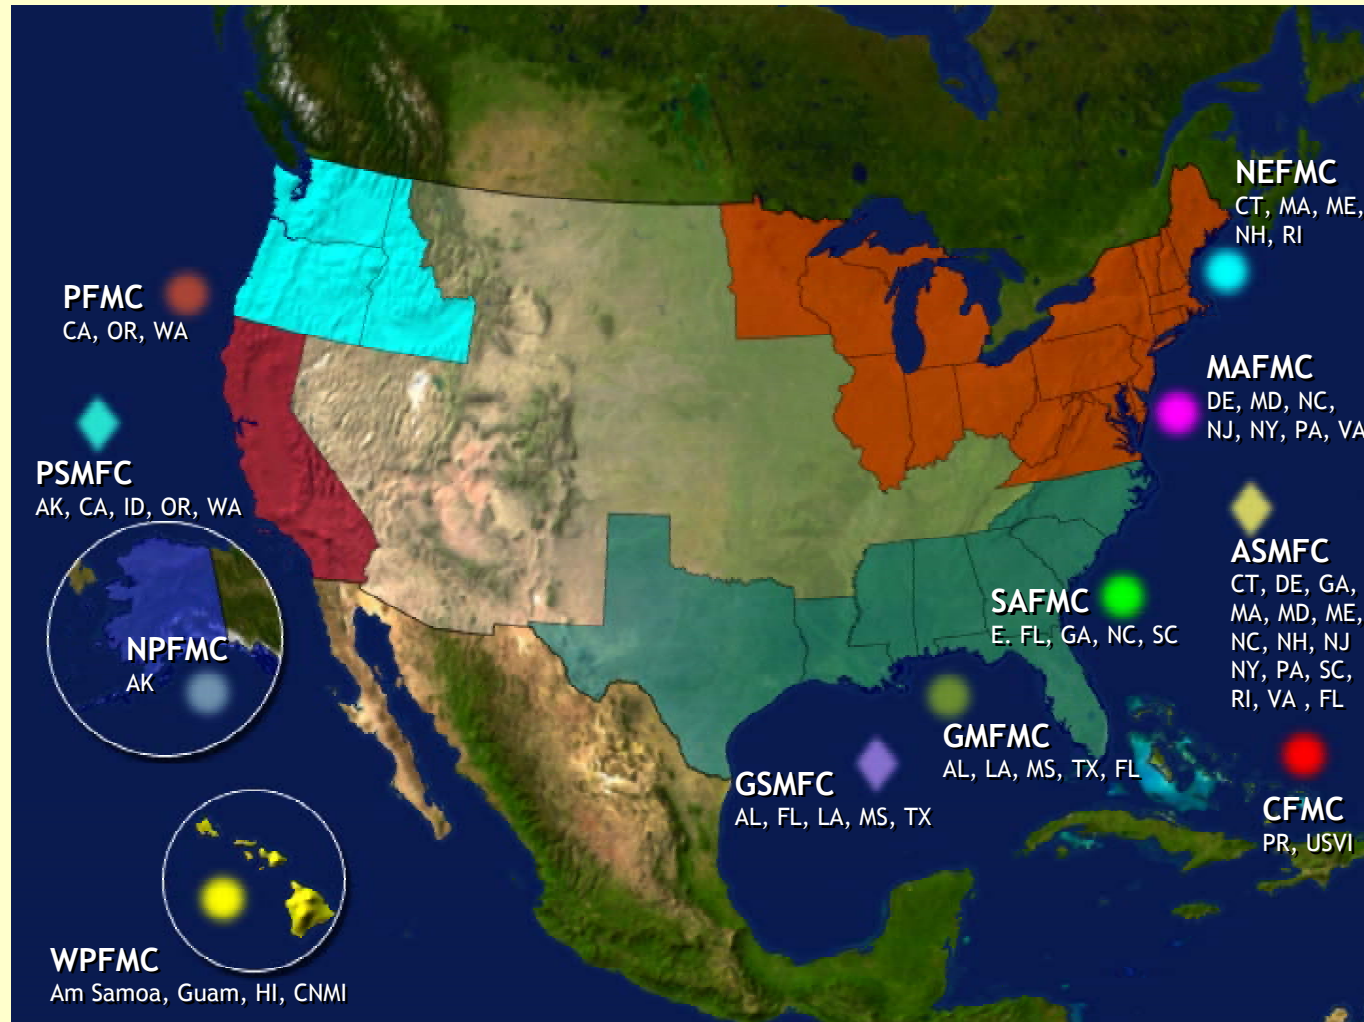 NEFMC
CT, MA, ME,
NH, RI
PFMC
CA, OR, WA
MAFMC
DE, MD, NC,
NJ, NY, PA, VA
PSMFC
AK, CA, ID, OR, WA
ASMFC
CT, DE, GA,
MA, MD, ME,
NC, NH, NJ
NY, PA, SC,
RI, VA , FL
SAFMC
E. FL, GA, NC, SC
NPFMC
AK
GMFMC
AL, LA, MS, TX, FL
GSMFC
AL, FL, LA, MS, TX
CFMC
PR, USVI
WPFMC
Am Samoa, Guam, HI, CNMI